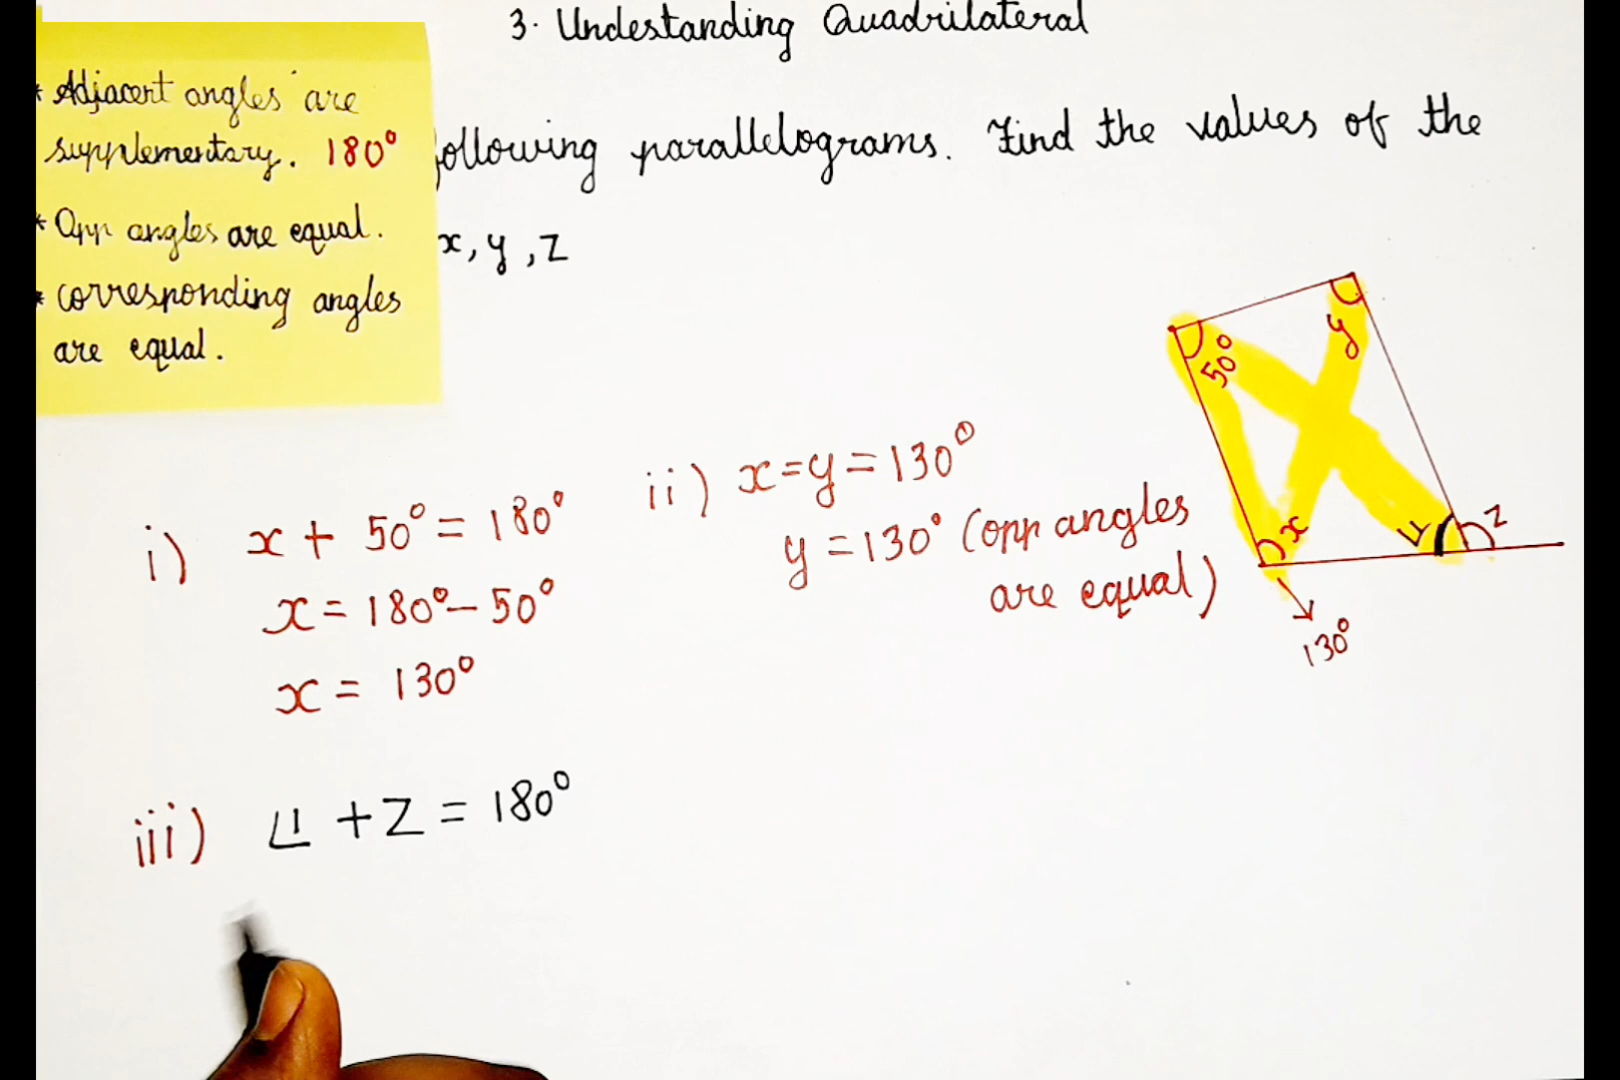 3. Undestanding Quadrilateral
* Adjacent angles are
supplementary. 180°
* Opp angles are equal.
* corresponding angles
are equal.
following parallelograms. Find the values of the
x, y, z
50°
y
x
z
130°
i) x + 50° = 180°
x = 180° - 50°
x = 130°
ii) x = y = 130°
y = 130° (opp angles
are equal)
iii) + Z = 180°